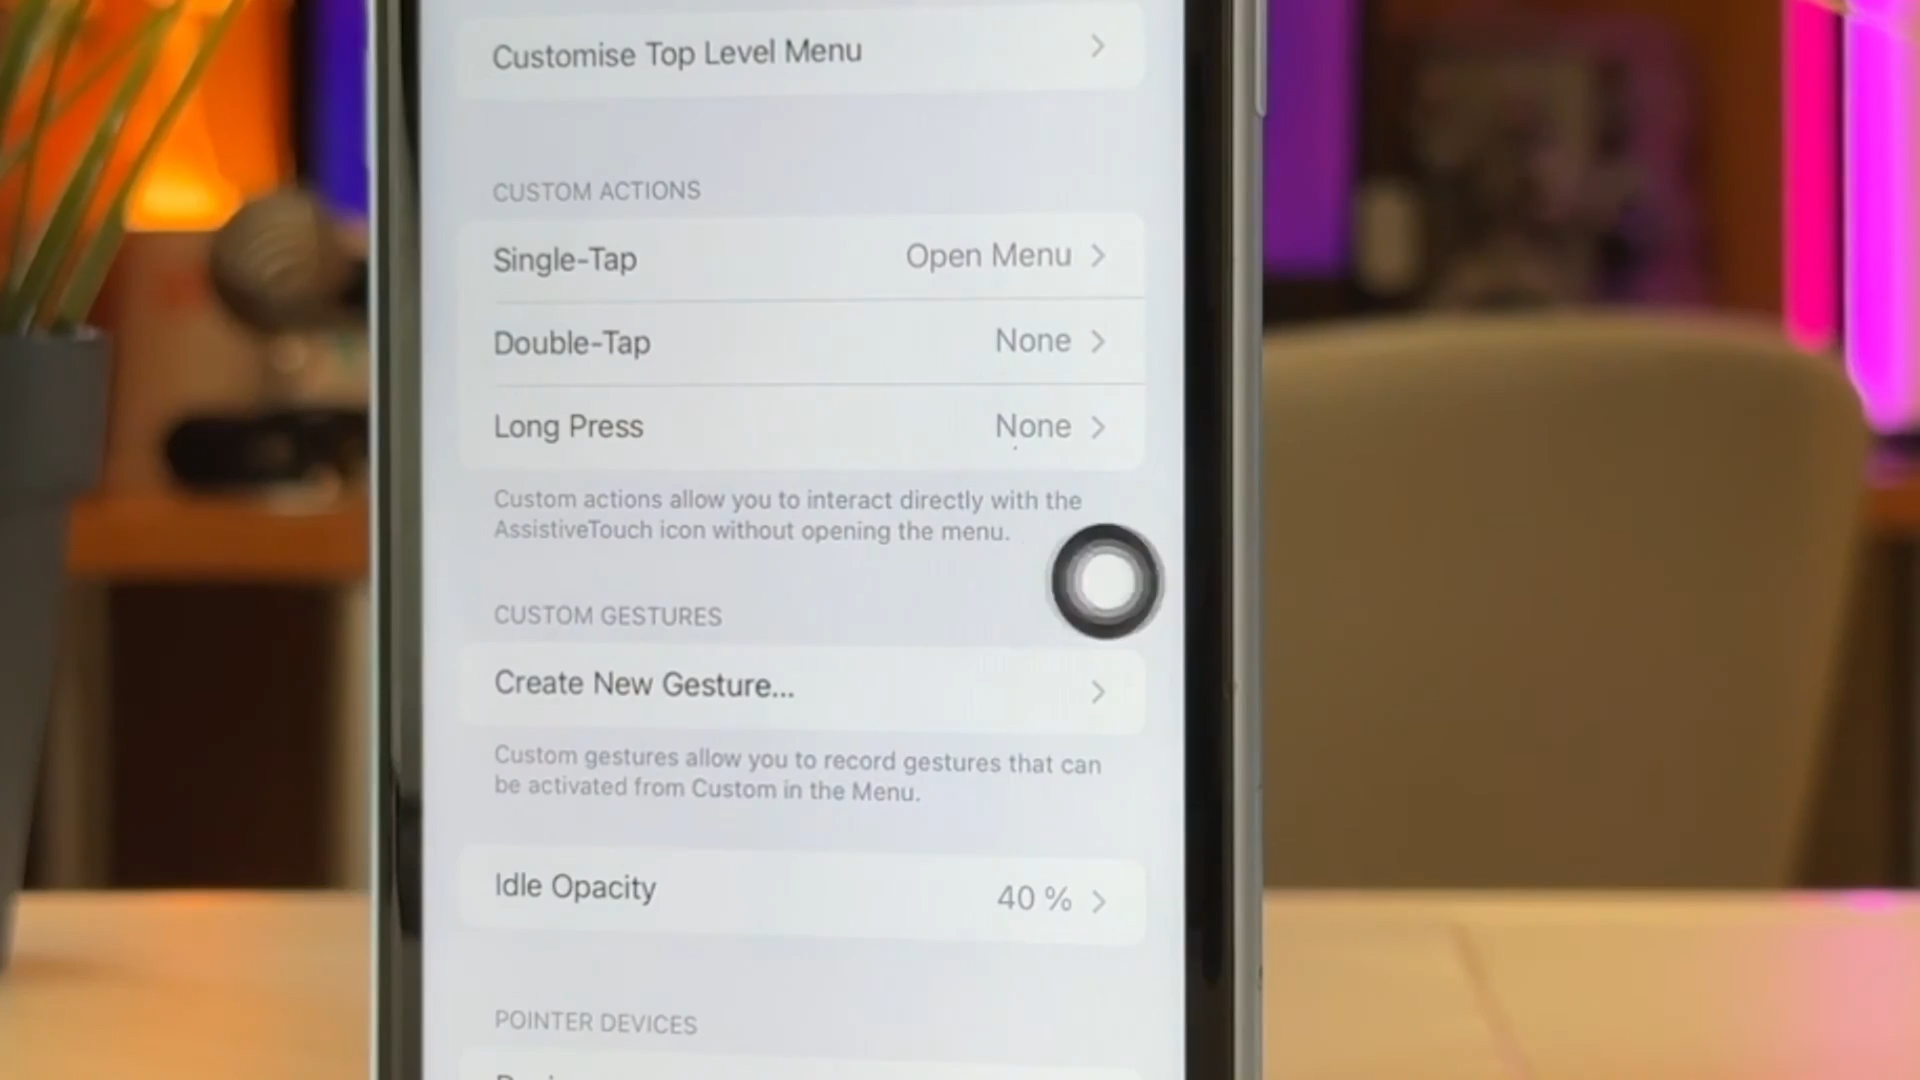 Customise Top Level Menu
CUSTOM ACTIONS
Single-Tap Open Menu
Double-Tap None
Long Press None
Custom actions allow you to interact directly with the
AssistiveTouch icon without opening the menu.
CUSTOM GESTURES
Create New Gesture...
Custom gestures allow you to record gestures that can
be activated from Custom in the Menu.
Idle Opacity 40 %
POINTER DEVICES